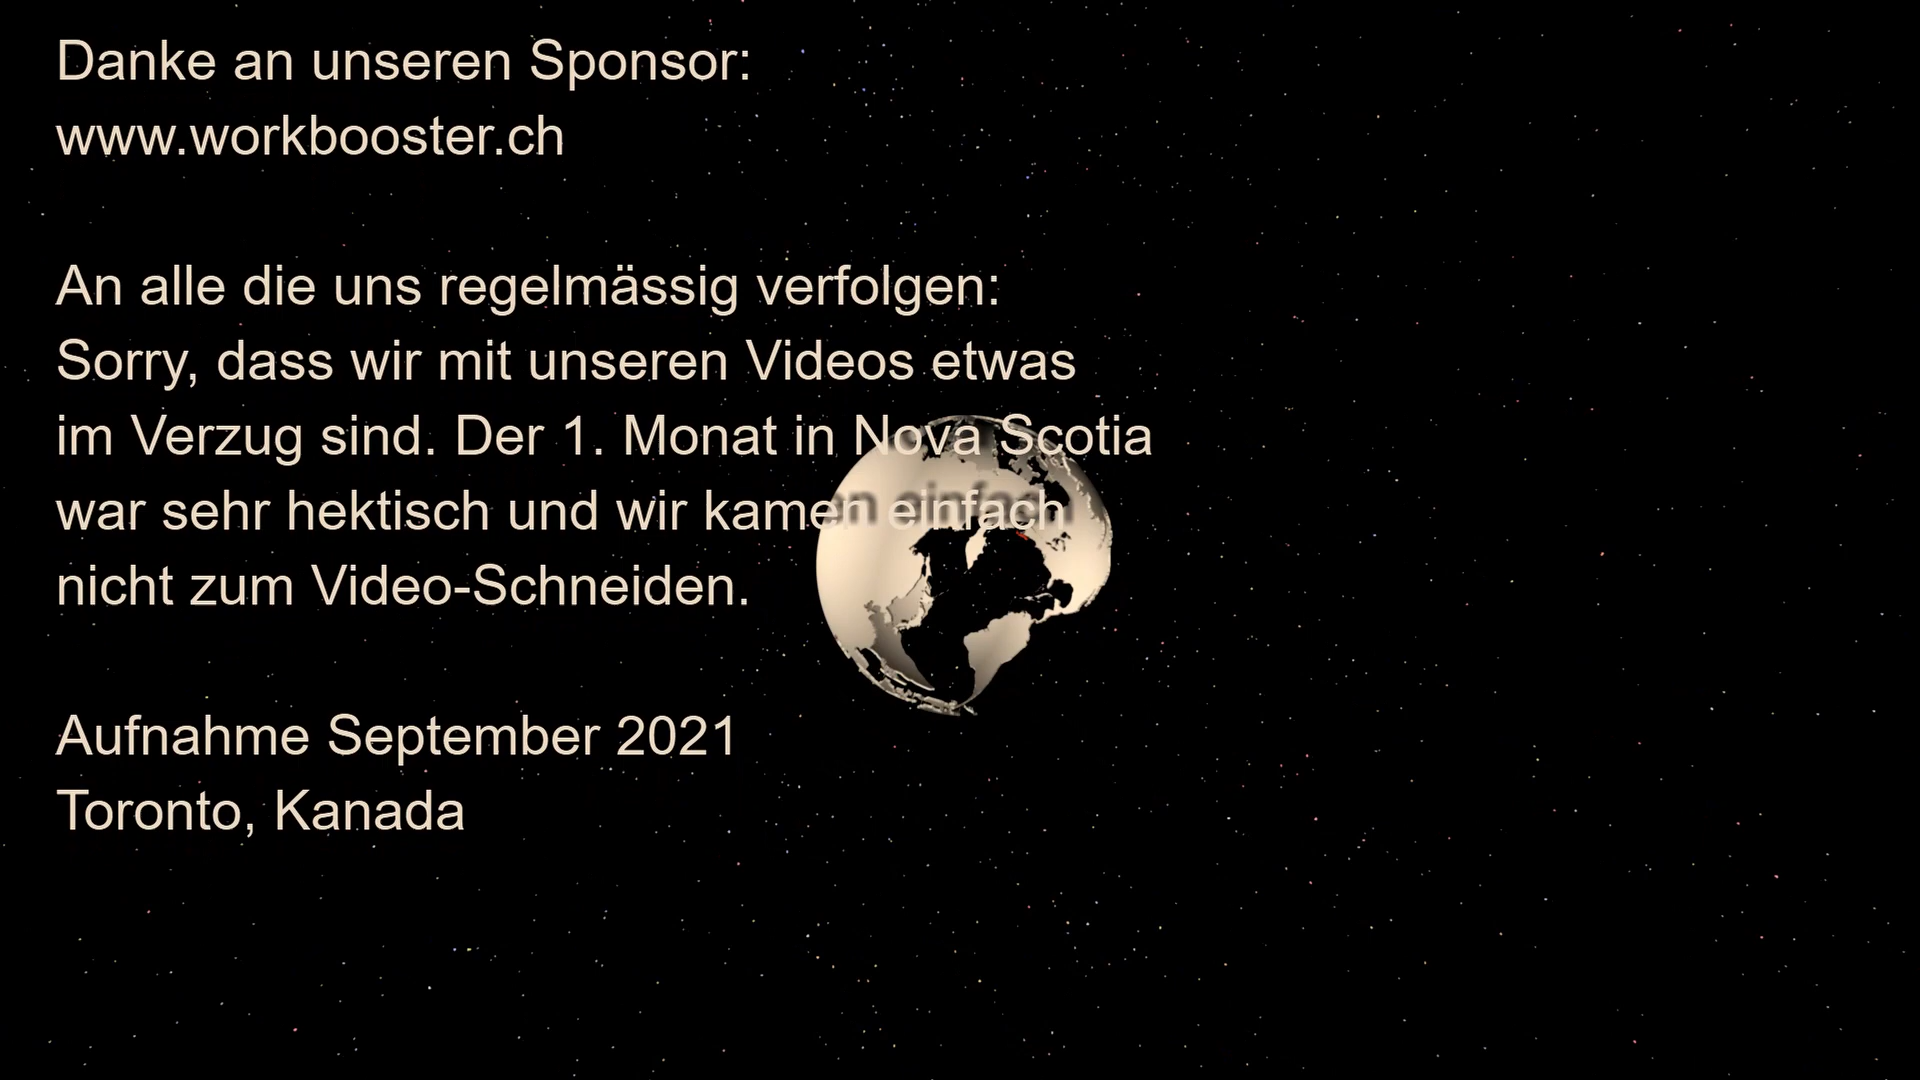 Danke an unseren Sponsor:
www.workbooster.ch
An alle die uns regelmässig verfolgen:
Sorry, dass wir mit unseren Videos etwas
im Verzug sind. Der 1. Monat in Nova Scotia
war sehr hektisch und wir kamen einfach
nicht zum Video-Schneiden.
Aufnahme September 2021
Toronto, Kanada